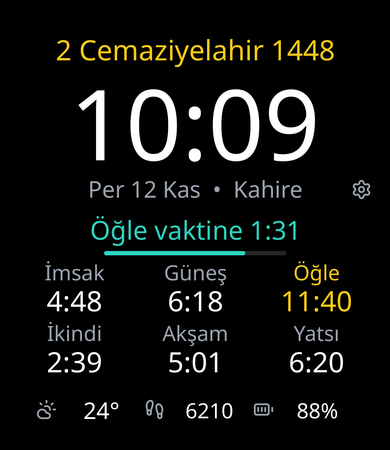 2 Cemaziyelahir 1448
10:09
Per 12 Kas • Kahire
Öğle vaktine 1:31
İmsak Güneş Öğle
4:48 6:18 11:40
İkindi Akşam Yatsı
2:39 5:01 6:20
24° 6210 88%